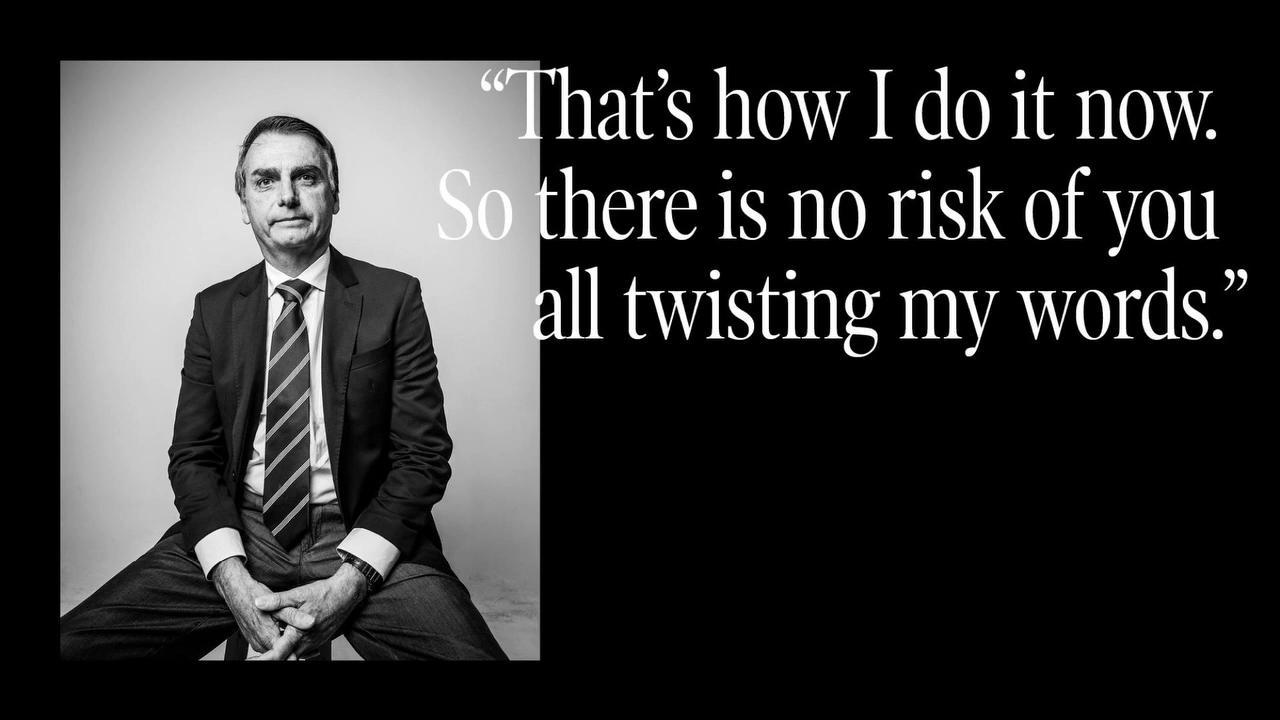 “That’s how I do it now.
So there is no risk of you
all twisting my words.”